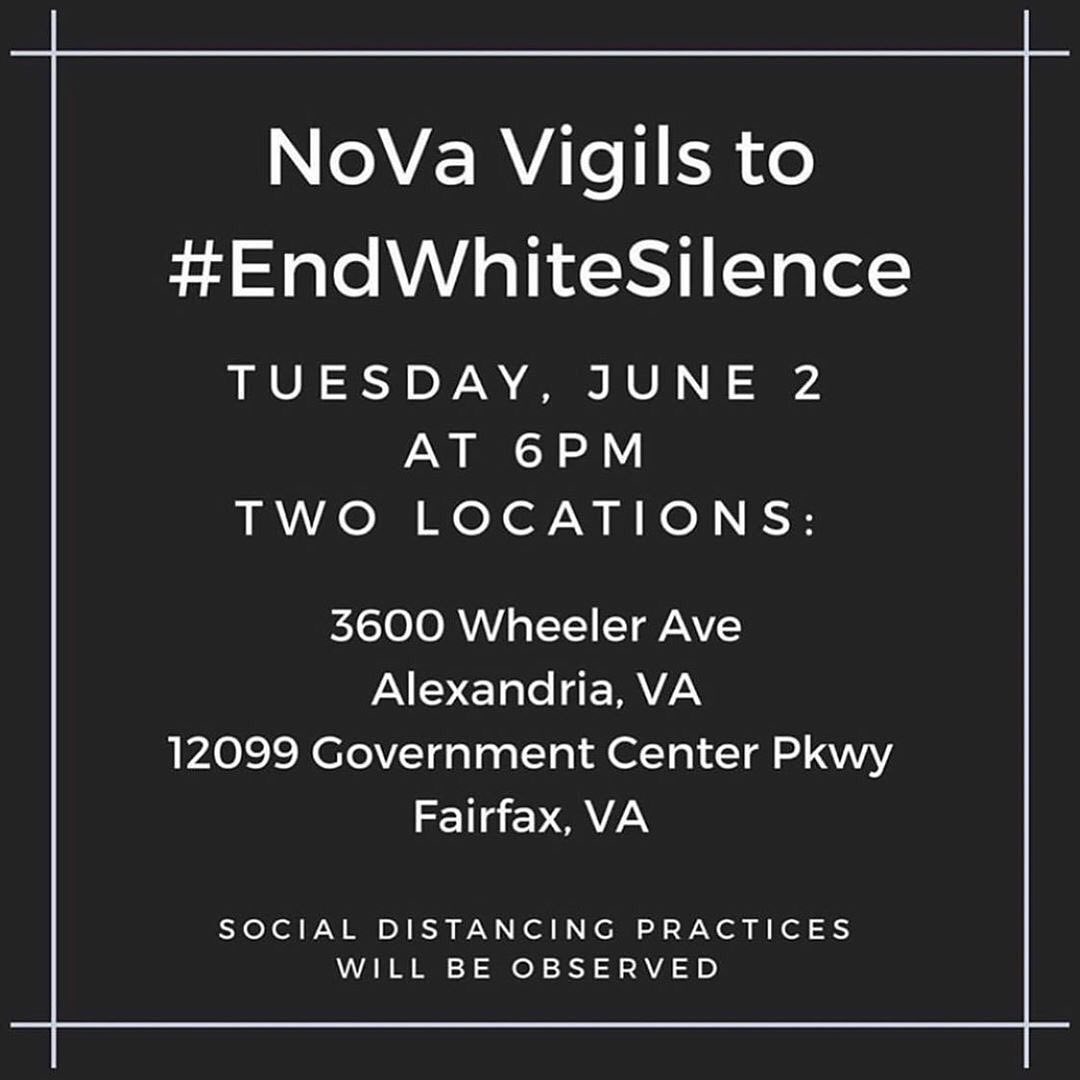 NoVa Vigils to
#EndWhiteSilence
TUESDAY, JUNE 2
AT 6PM
TWO LOCATIONS:
3600 Wheeler Ave
Alexandria, VA
12099 Government Center Pkwy
Fairfax, VA
SOCIAL DISTANCING PRACTICES
WILL BE OBSERVED